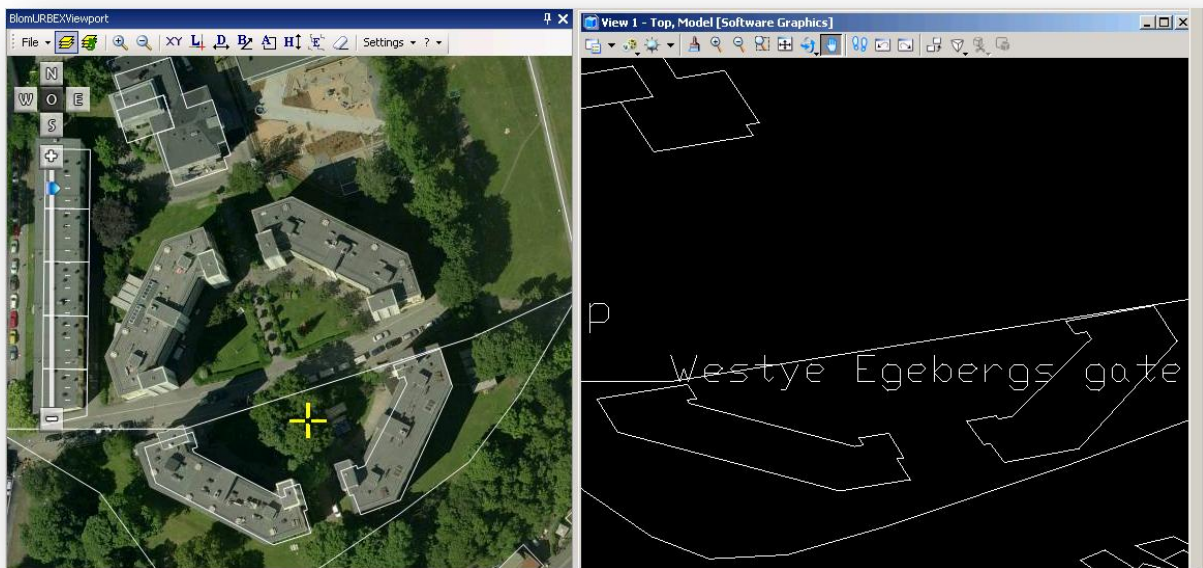 BlomURBEXViewport
File
XY L D B A H E Settings ?
N
W O E
S
View 1 - Top, Model [Software Graphics]
p
Westye Egebergs gate